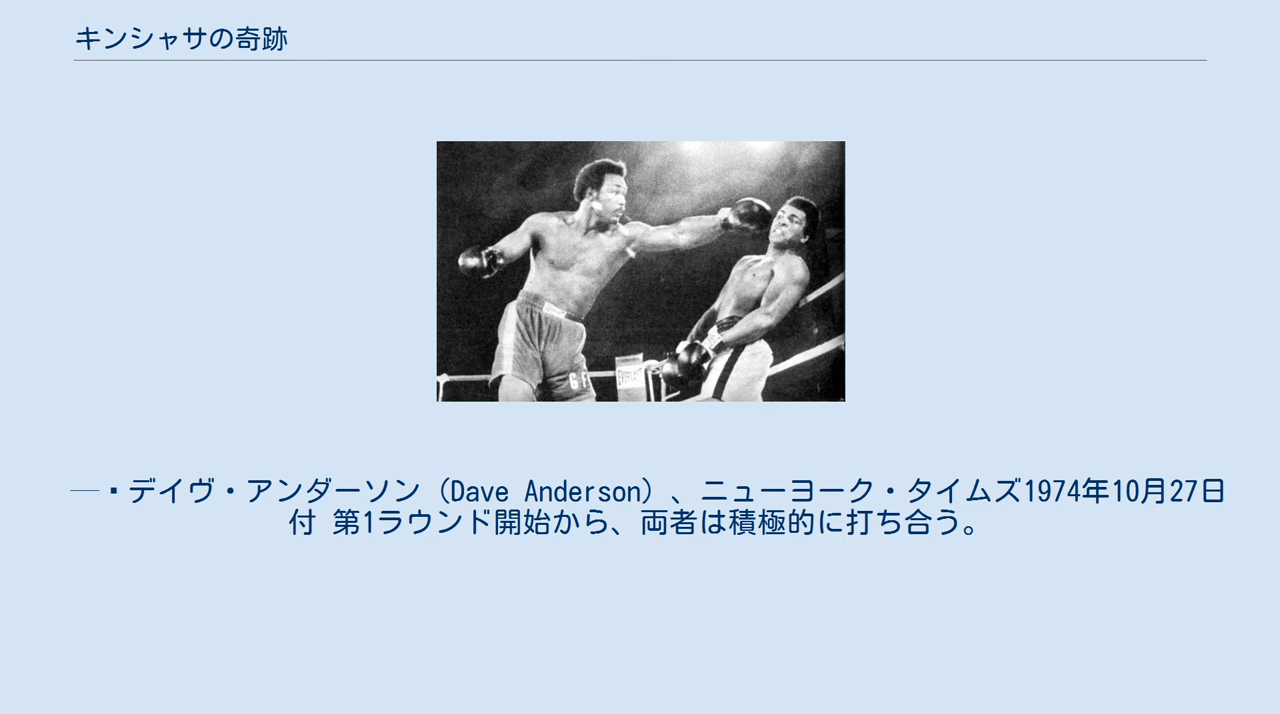 キンシャサの奇跡
G F
EVERLAST
―▪デイヴ・アンダーソン（Dave Anderson）、ニューヨーク・タイムズ1974年10月27日
付 第1ラウンド開始から、両者は積極的に打ち合う。